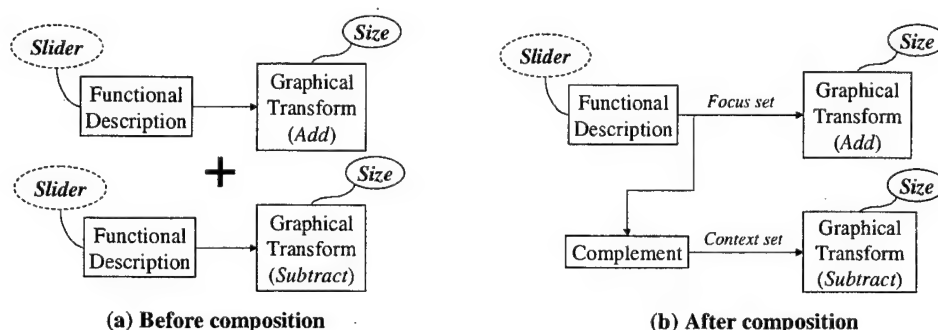 Size
Slider
Graphical
Transform
(Add)
Functional
Description
+
Size
Slider
Graphical
Transform
(Subtract)
Functional
Description
(a) Before composition
Size
Slider
Graphical
Transform
(Add)
Functional
Description
Focus set
Size
Graphical
Transform
(Subtract)
Complement
Context set
(b) After composition